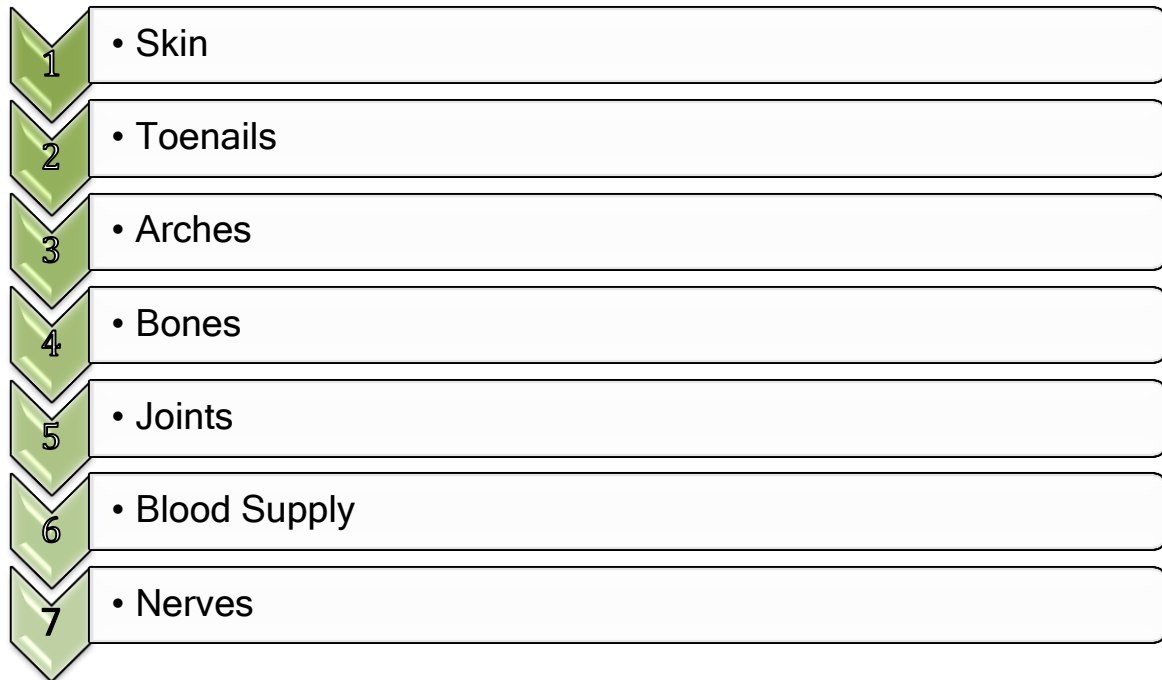 1
• Skin
2
• Toenails
3
• Arches
4
• Bones
5
• Joints
6
• Blood Supply
7
• Nerves